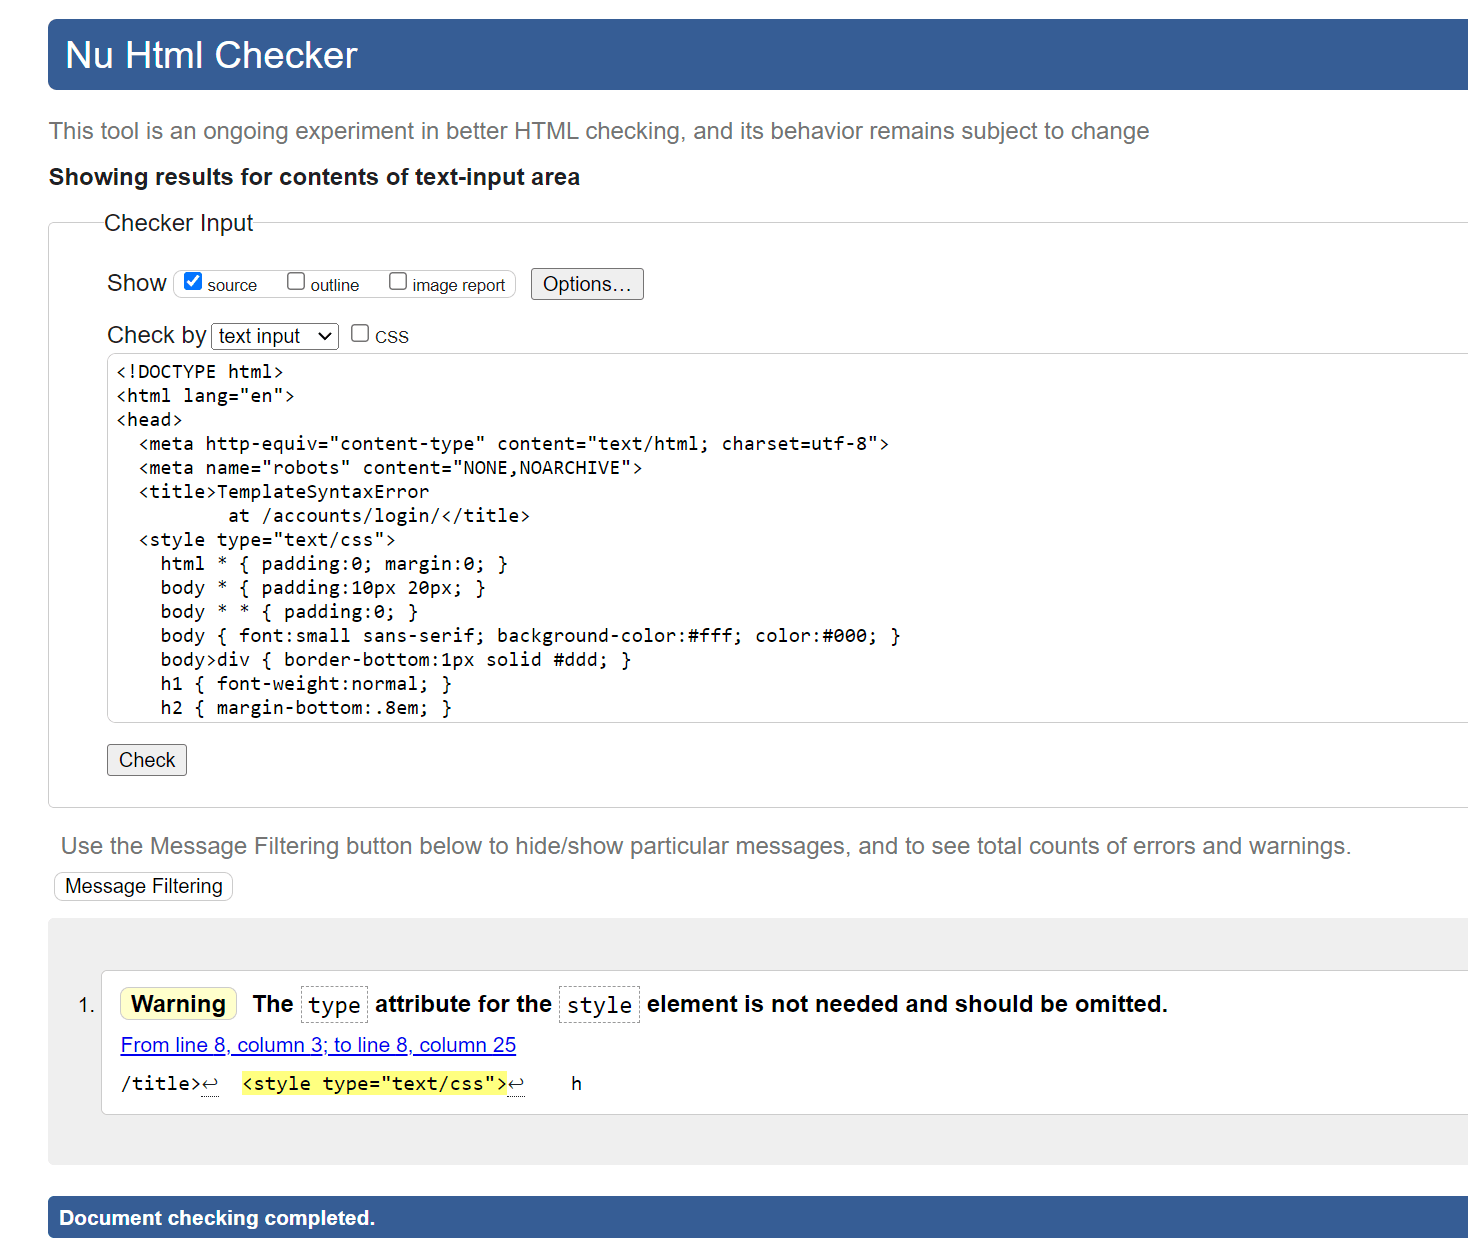 Nu Html Checker
This tool is an ongoing experiment in better HTML checking, and its behavior remains subject to change
Showing results for contents of text-input area
Checker Input
Show source outline image report Options...
Check by text input CSS
<!DOCTYPE html>
<html lang="en">
<head>
  <meta http-equiv="content-type" content="text/html; charset=utf-8">
  <meta name="robots" content="NONE,NOARCHIVE">
  <title>TemplateSyntaxError
          at /accounts/login/</title>
  <style type="text/css">
    html * { padding:0; margin:0; }
    body * { padding:10px 20px; }
    body * * { padding:0; }
    body { font:small sans-serif; background-color:#fff; color:#000; }
    body>div { border-bottom:1px solid #ddd; }
    h1 { font-weight:normal; }
    h2 { margin-bottom:.8em; }
Check
Use the Message Filtering button below to hide/show particular messages, and to see total counts of errors and warnings.
Message Filtering
1. Warning The type attribute for the style element is not needed and should be omitted.
From line 8, column 3; to line 8, column 25
/title>↩  <style type="text/css">↩    h
Document checking completed.